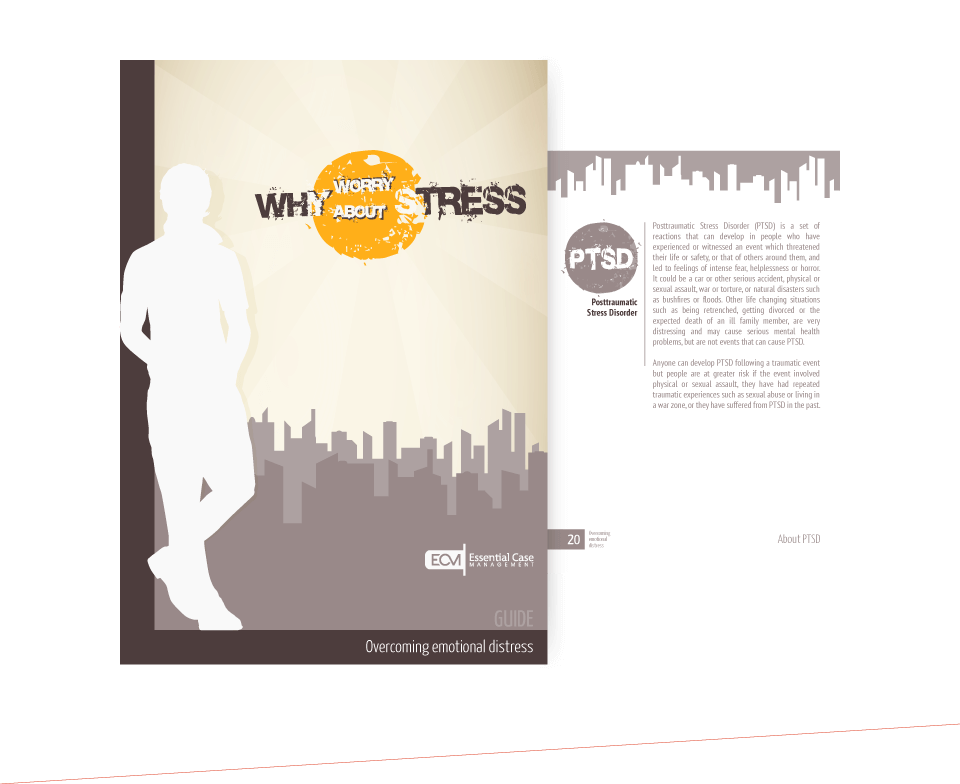 WHY WORRY ABOUT STRESS
ECM Essential Case
MANAGEMENT
GUIDE
Overcoming emotional distress
PTSD
Posttraumatic
Stress Disorder
Posttraumatic Stress Disorder (PTSD) is a set of
reactions that can develop in people who have
experienced or witnessed an event which threatened
their life or safety, or that of others around them, and
led to feelings of intense fear, helplessness or horror.
It could be a car or other serious accident, physical or
sexual assault, war or torture, or natural disasters such
as bushfires or floods. Other life changing situations
such as being retrenched, getting divorced or the
expected death of an ill family member, are very
distressing and may cause serious mental health
problems, but are not events that can cause PTSD.
Anyone can develop PTSD following a traumatic event
but people are at greater risk if the event involved
physical or sexual assault, they have had repeated
traumatic experiences such as sexual abuse or living in
a war zone, or they have suffered from PTSD in the past.
20
Overcoming
emotional
distress
About PTSD